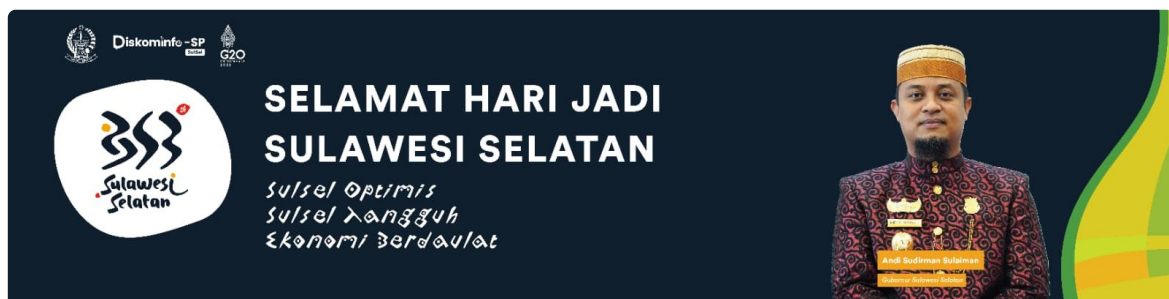 Diskominfo-SP
SulSel
G20
353
th
Sulawesi
Selatan
SELAMAT HARI JADI
SULAWESI SELATAN
Sulsel Optimis
Sulsel Tangguh
Ekonomi Berdaulat
Andi Sudirman Sulaiman
Gubernur Sulawesi Selatan